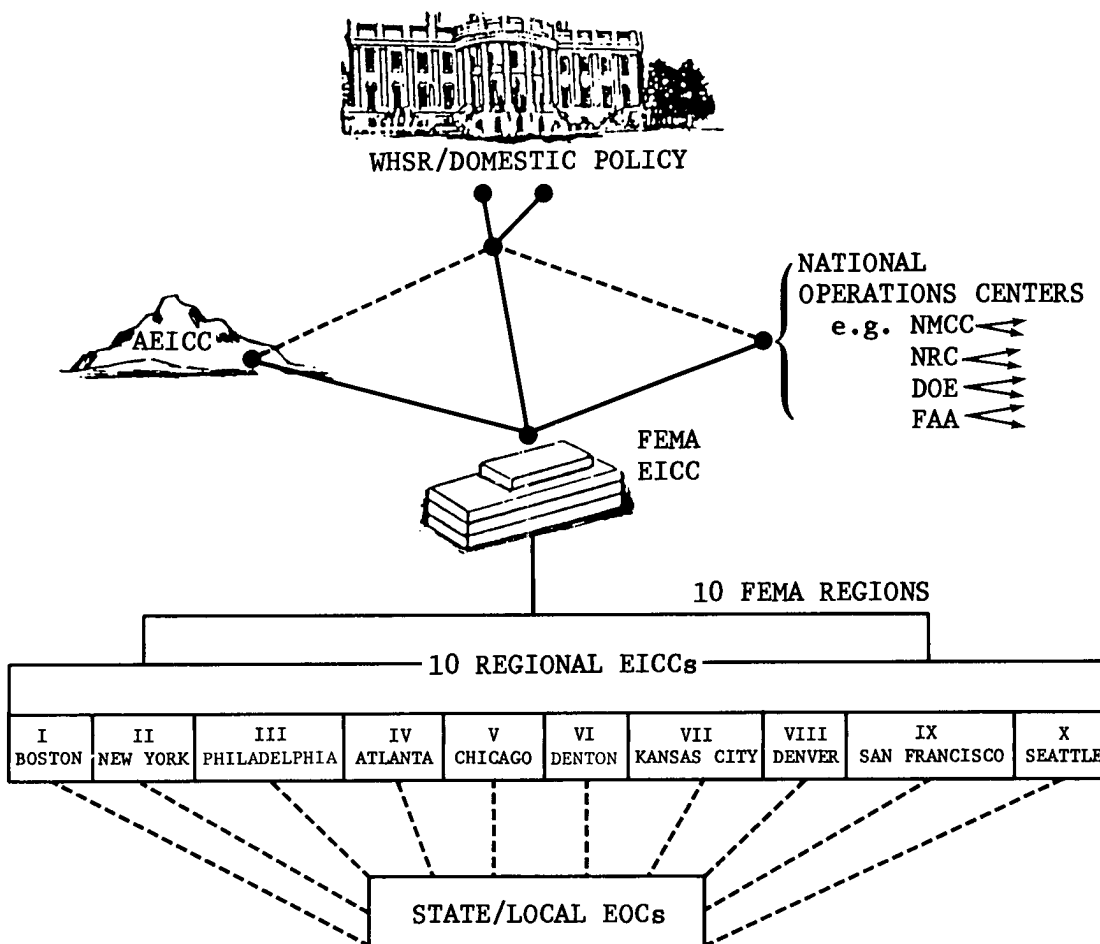 WHSR/DOMESTIC POLICY
AEICC
NATIONAL
OPERATIONS CENTERS
e.g. NMCC
NRC
DOE
FAA
FEMA
EICC
10 FEMA REGIONS
10 REGIONAL EICCs
I
BOSTON
II
NEW YORK
III
PHILADELPHIA
IV
ATLANTA
V
CHICAGO
VI
DENTON
VII
KANSAS CITY
VIII
DENVER
IX
SAN FRANCISCO
X
SEATTLE
STATE/LOCAL EOCs